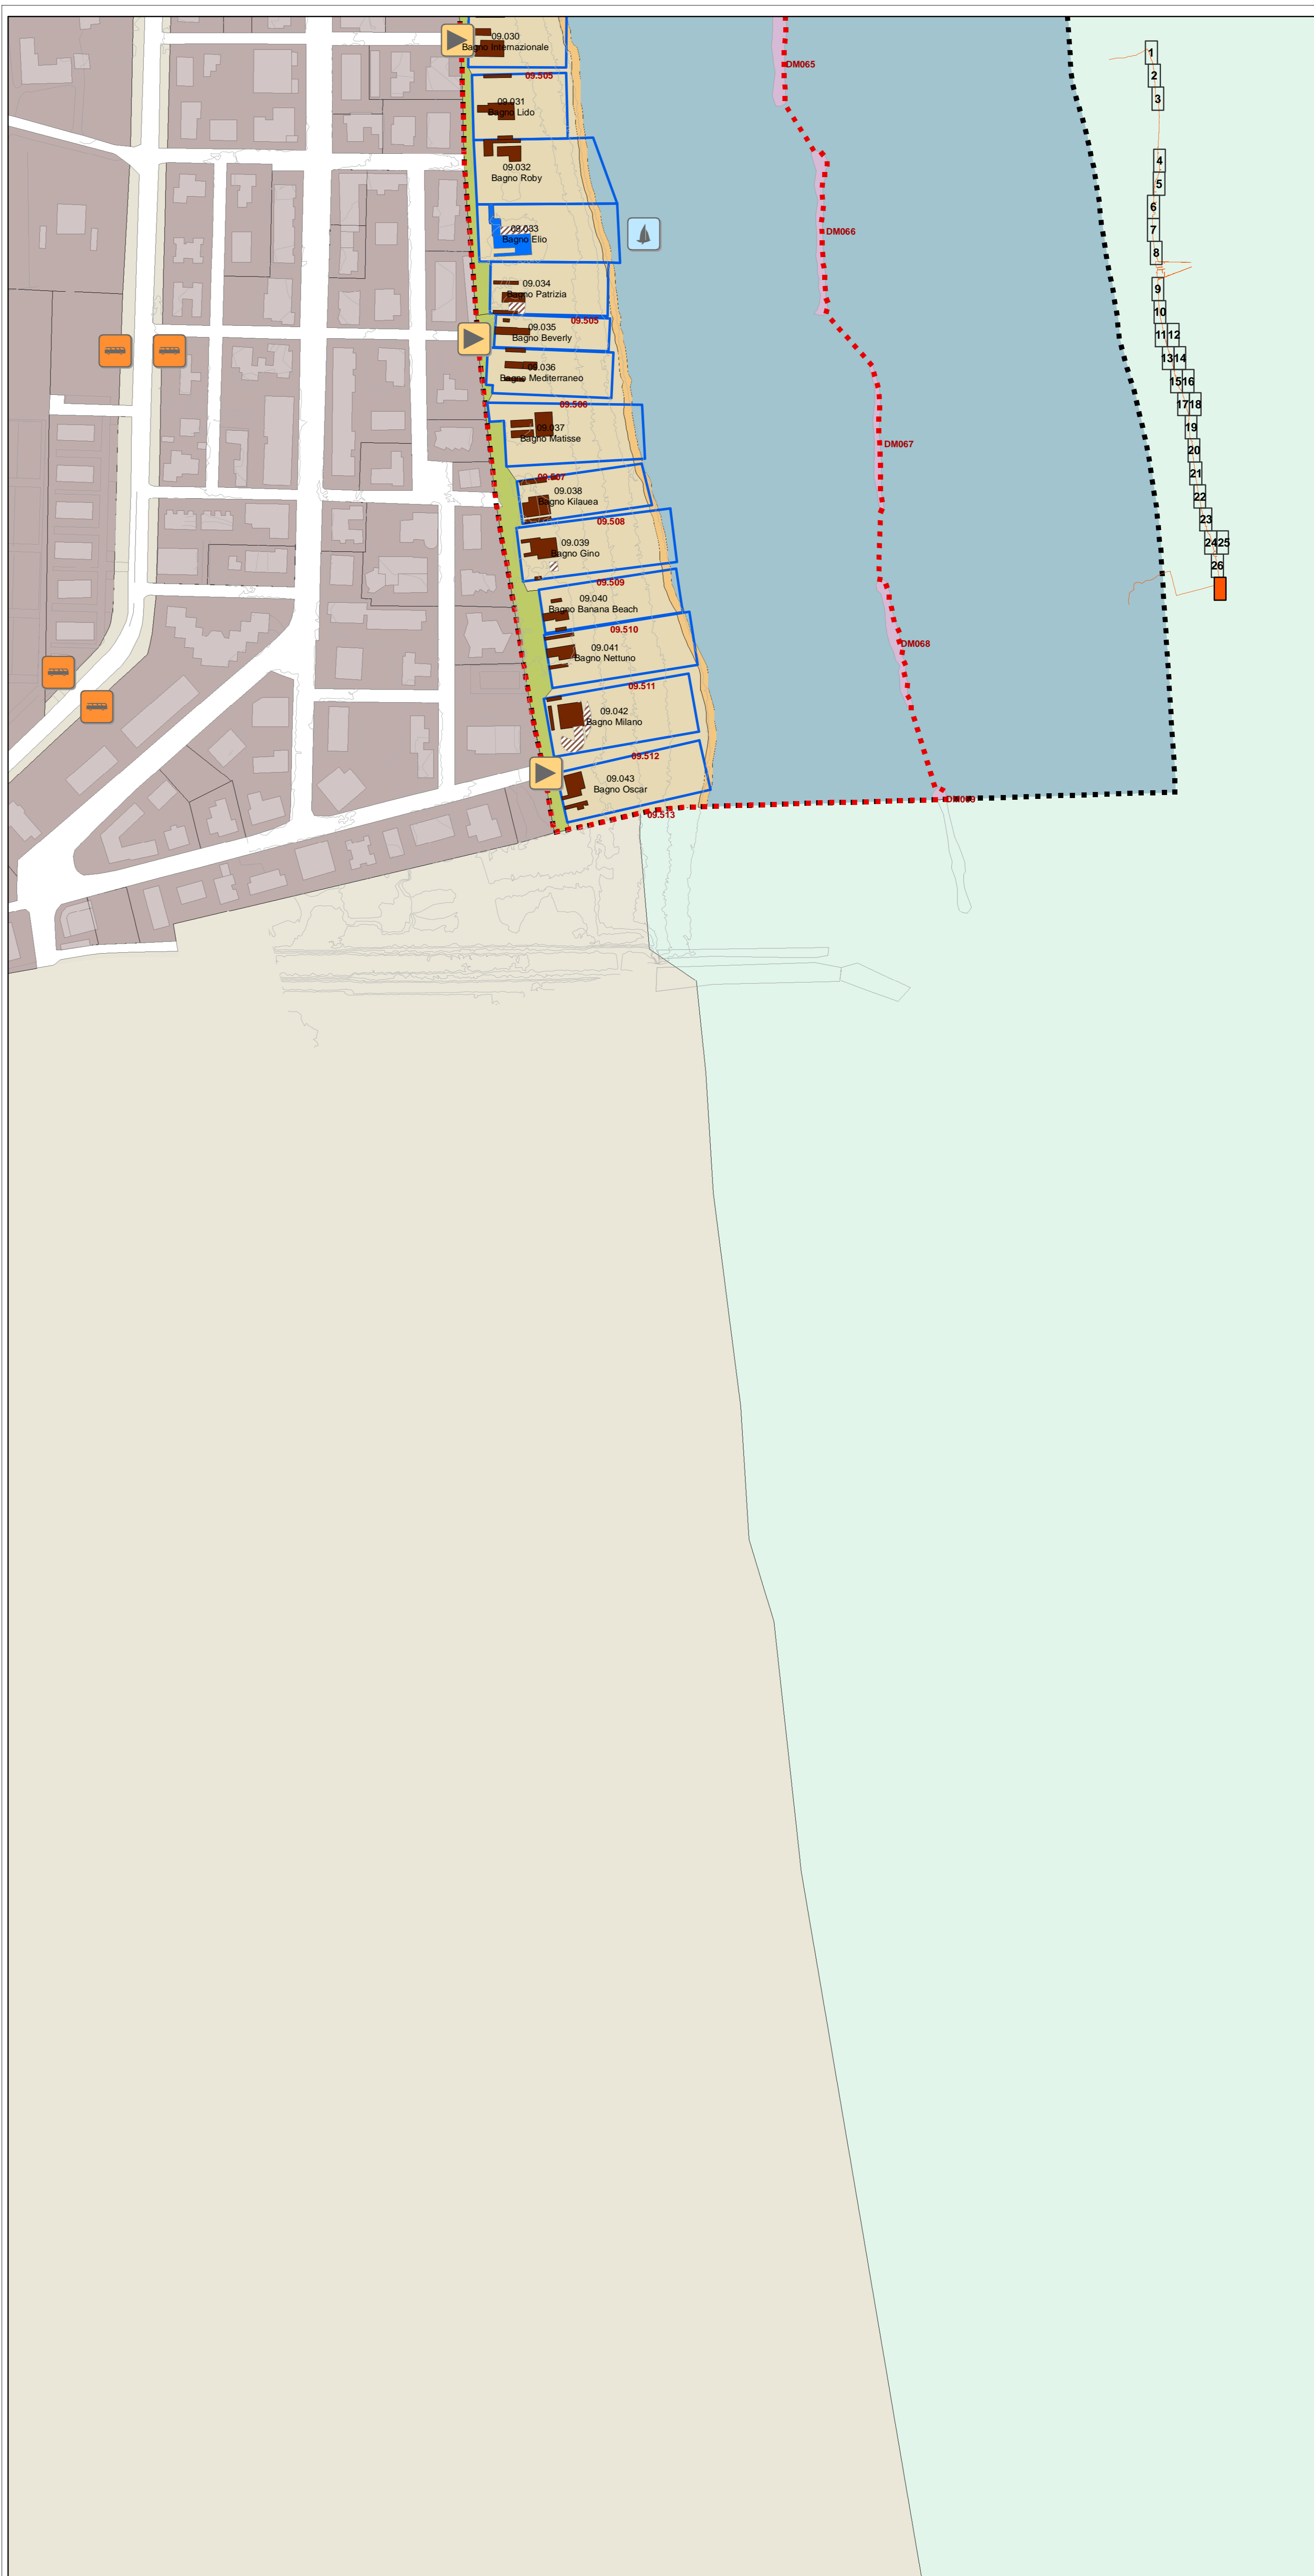 09.030
Bagno Internazionale
09.505
09.031
Bagno Lido
09.032
Bagno Roby
09.033
Bagno Elio
09.034
Bagno Patrizia
09.505
09.035
Bagno Beverly
09.036
Bagno Mediterraneo
09.506
09.037
Bagno Matisse
09.507
09.038
Bagno Kilauea
09.508
09.039
Bagno Gino
09.509
09.040
Bagno Banana Beach
09.510
09.041
Bagno Nettuno
09.511
09.042
Bagno Milano
09.512
09.043
Bagno Oscar
09.513
DM065
DM066
DM067
DM068
DM069
1
2
3
4
5
6
7
8
9
10
11 12
13 14
15 16
17 18
19
20
21
22
23
24 25
26